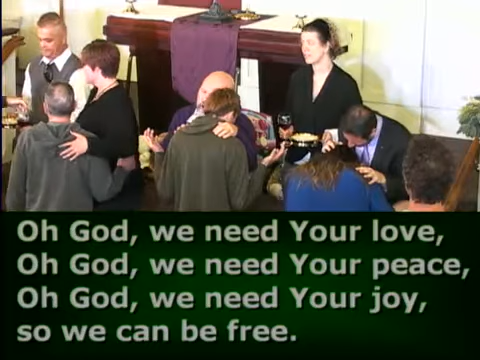 Oh God, we need Your love,
Oh God, we need Your peace,
Oh God, we need Your joy,
so we can be free.